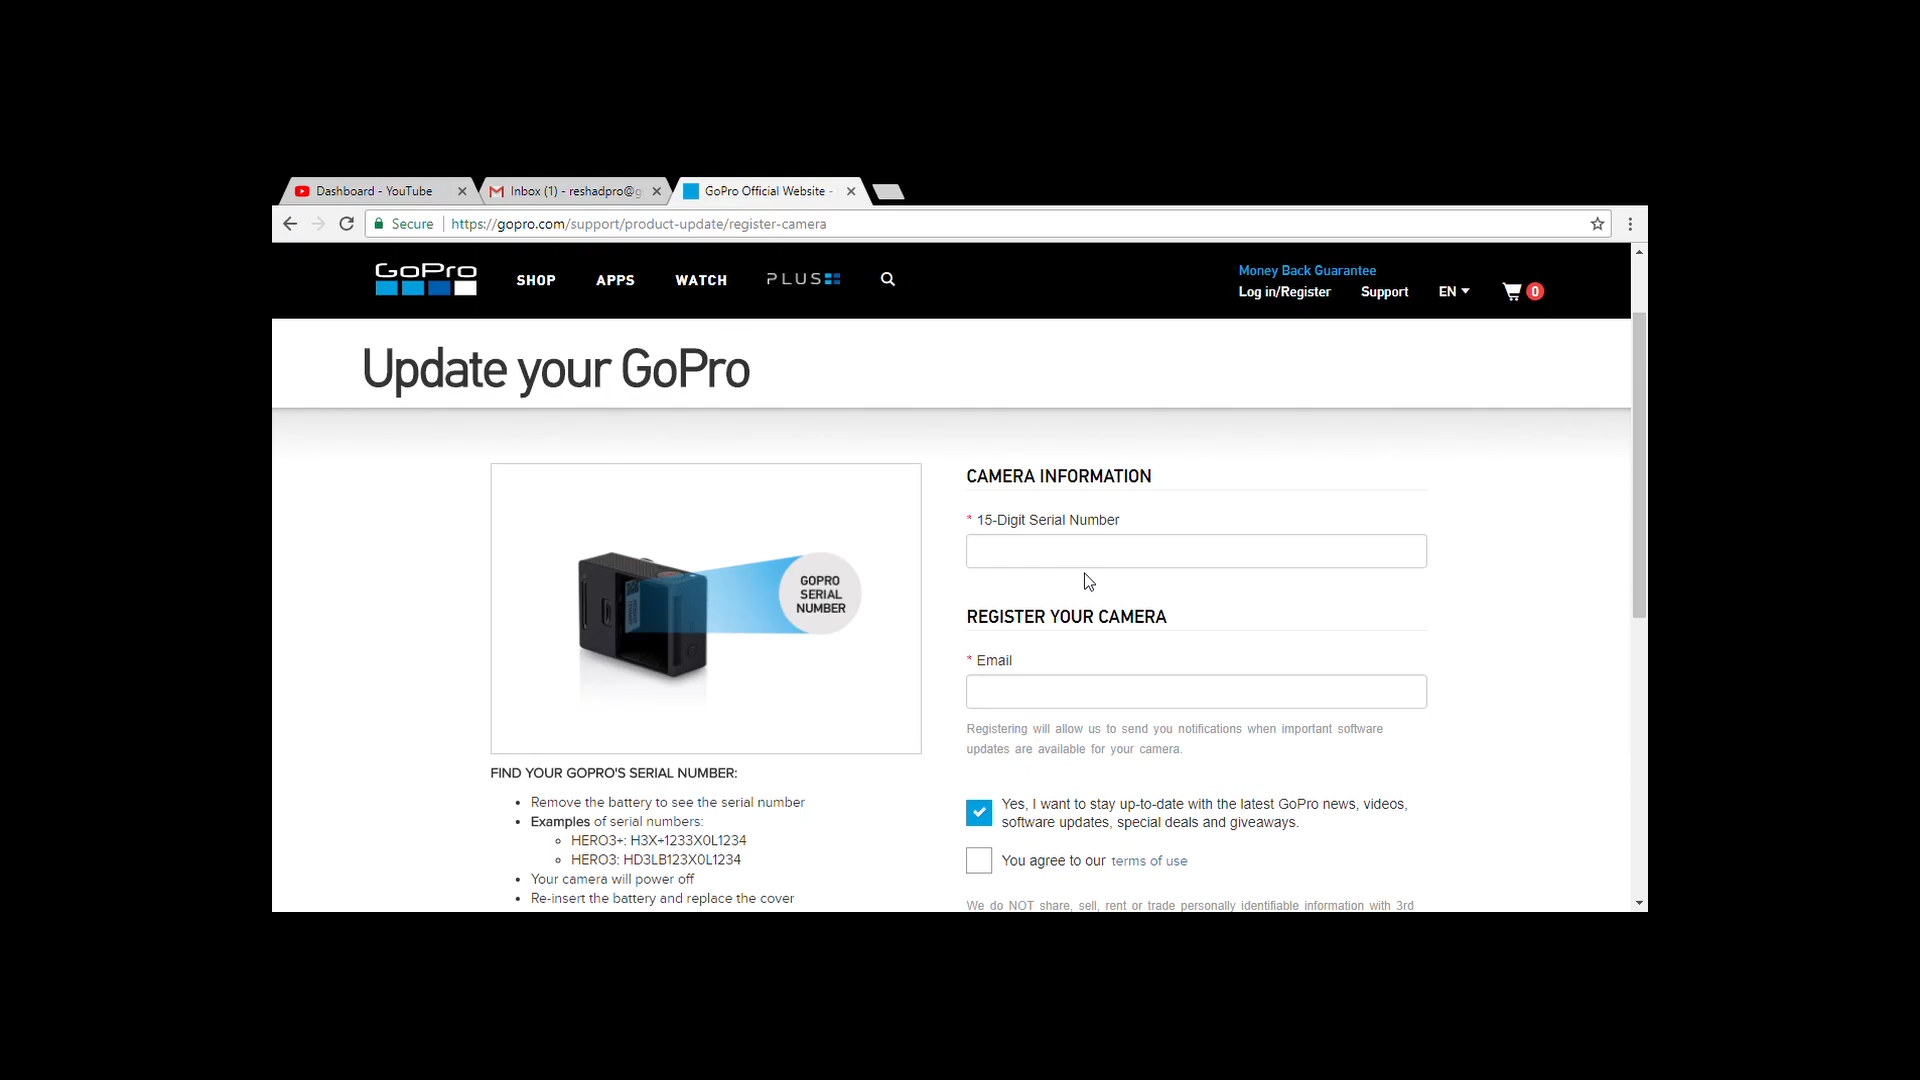 Dashboard - YouTube
Inbox (1) - reshadpro@g
GoPro Official Website -
Secure
https://gopro.com/support/product-update/register-camera
GoPro
SHOP
APPS
WATCH
PLUS
Money Back Guarantee
Log in/Register
Support
EN
0
Update your GoPro
GOPRO
SERIAL
NUMBER
FIND YOUR GOPRO'S SERIAL NUMBER:
• Remove the battery to see the serial number
• Examples of serial numbers:
HERO3+: H3X+1233X0L1234
HERO3: HD3LB123X0L1234
• Your camera will power off
• Re-insert the battery and replace the cover
CAMERA INFORMATION
* 15-Digit Serial Number
REGISTER YOUR CAMERA
* Email
Registering will allow us to send you notifications when important software
updates are available for your camera.
Yes, I want to stay up-to-date with the latest GoPro news, videos,
software updates, special deals and giveaways.
You agree to our terms of use
We do NOT share, sell, rent or trade personally identifiable information with 3rd